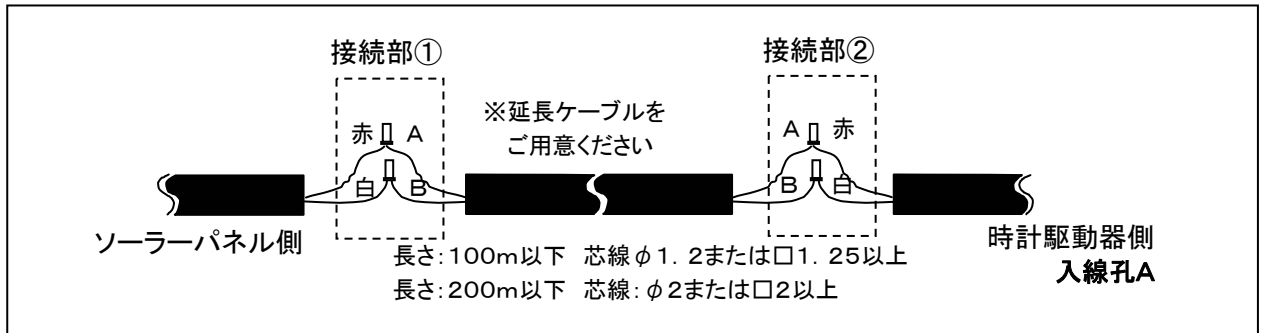 接続部①
接続部②
赤 A
※延長ケーブルを
ご用意ください
A 赤
白 B
B 白
ソーラーパネル側
時計駆動器側
入線孔A
長さ:100m以下 芯線φ1.2または□1.25以上
長さ:200m以下 芯線:φ2または□2以上